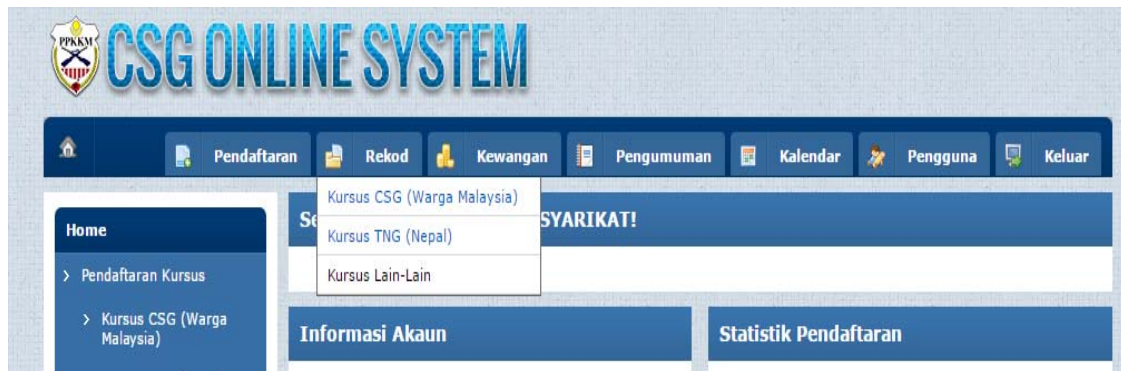 PPKKM
CSG ONLINE SYSTEM
Pendaftaran Rekod Kewangan Pengumuman Kalendar Pengguna Keluar
Kursus CSG (Warga Malaysia)
Kursus TNG (Nepal)
Kursus Lain-Lain
SYARIKAT!
Home
> Pendaftaran Kursus
> Kursus CSG (Warga
Malaysia)
Informasi Akaun
Statistik Pendaftaran